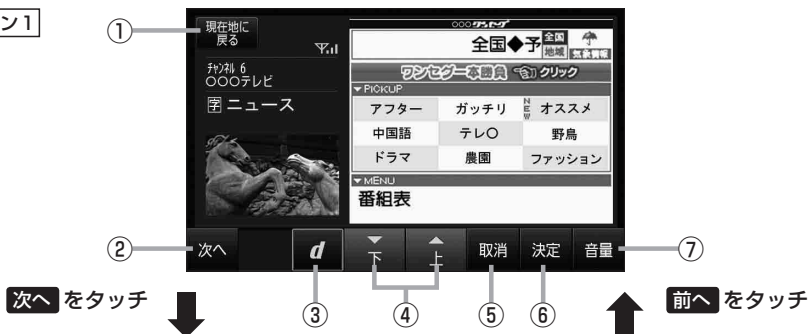 ン1
①
現在地に
戻る
チャンネル 6
○○○テレビ
字 ニュース
○○○ワンセグ
全国◆予
全国
地域
気象情報
ワンセグ一本勝負 クリック
▼PICKUP
アフター ガッチリ NEW オススメ
中国語 テレ○ 野鳥
ドラマ 農園 ファッション
▼MENU
番組表
② 次へ d ▼下 ▲上 取消 決定 音量 ⑦
③ ④ ⑤ ⑥
次へ をタッチ
前へ をタッチ